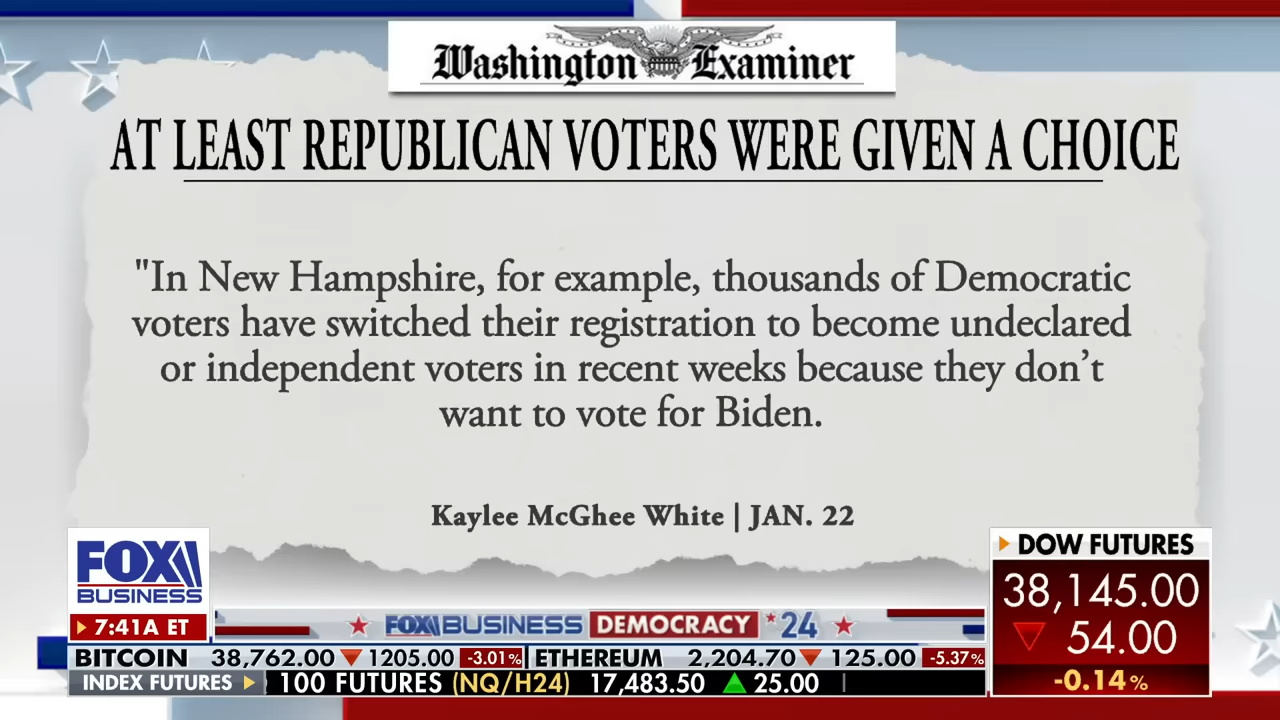 Washington Examiner
AT LEAST REPUBLICAN VOTERS WERE GIVEN A CHOICE
"In New Hampshire, for example, thousands of Democratic
voters have switched their registration to become undeclared
or independent voters in recent weeks because they don’t
want to vote for Biden.
Kaylee McGhee White | JAN. 22
FOX
BUSINESS
7:41A ET
FOX BUSINESS DEMOCRACY '24
DOW FUTURES
38,145.00
54.00
-0.14%
BITCOIN 38,762.00 1205.00 -3.01% ETHEREUM 2,204.70 125.00 -5.37%
INDEX FUTURES 100 FUTURES (NQ/H24) 17,483.50 25.00